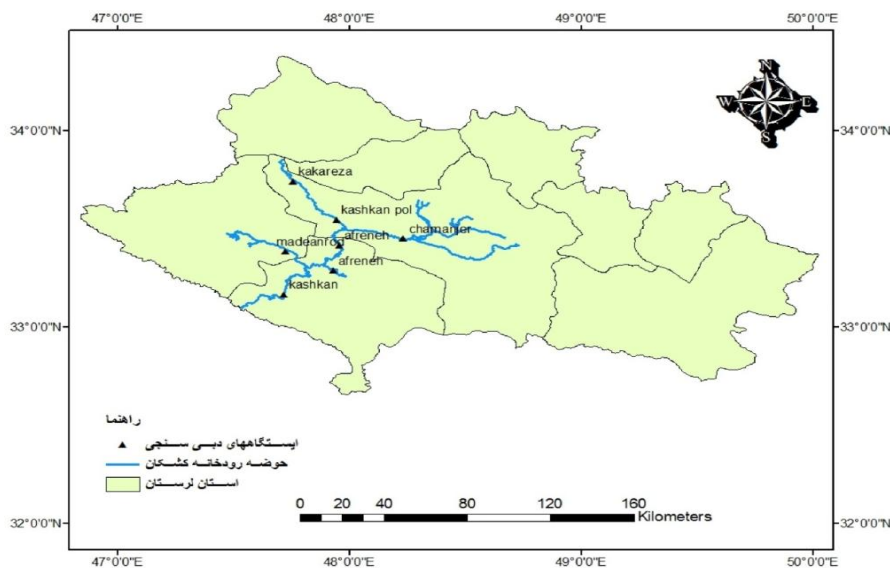 47°0'0"E 48°0'0"E 49°0'0"E 50°0'0"E
N
W E
S
34°0'0"N 34°0'0"N
kakareza
kashkan pol
chamanjer
afreneh
madeanrod
afreneh
kashkan
33°0'0"N 33°0'0"N
راهنما
ایستگاههای دبی سنجی
حوضه رودخانه کشکان
استان لرستان
0 10 20 40 80 120 160
Kilometers
32°0'0"N 32°0'0"N
47°0'0"E 48°0'0"E 49°0'0"E 50°0'0"E